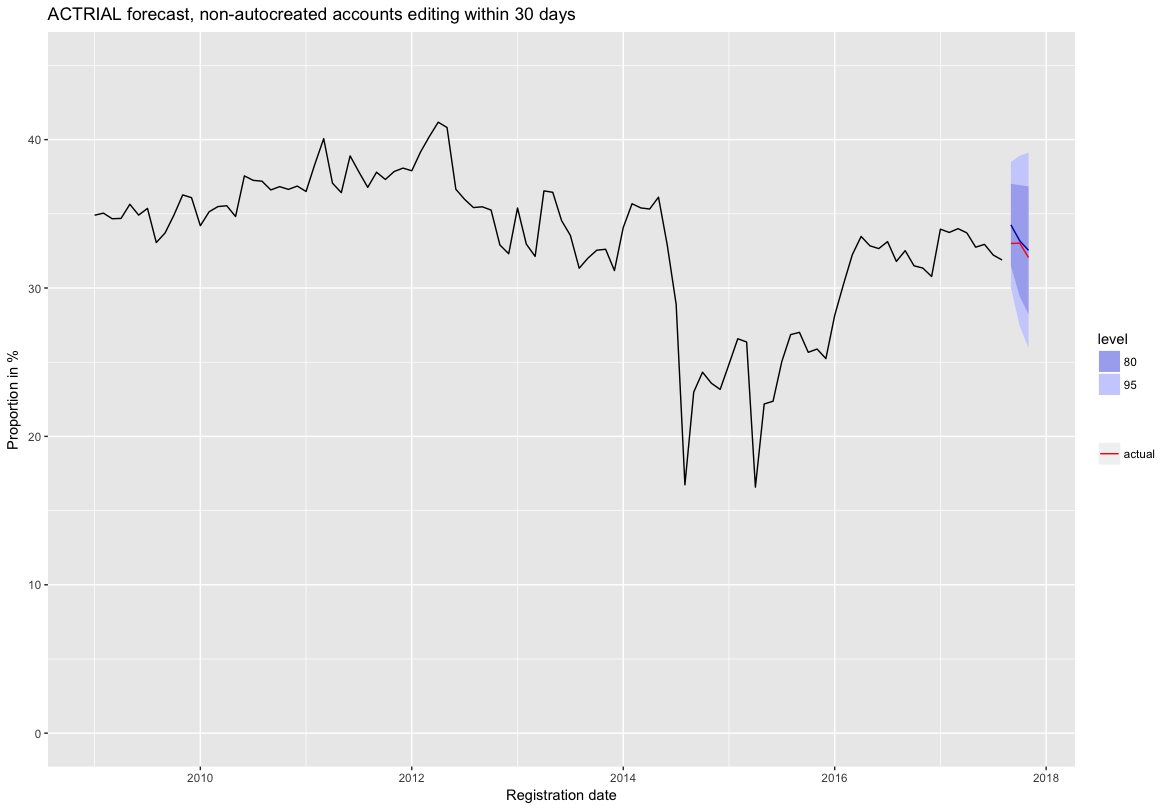 ACTRIAL forecast, non-autocreated accounts editing within 30 days
Proportion in %
40
30
20
10
0
2010
2012
2014
2016
2018
Registration date
level
80
95
actual